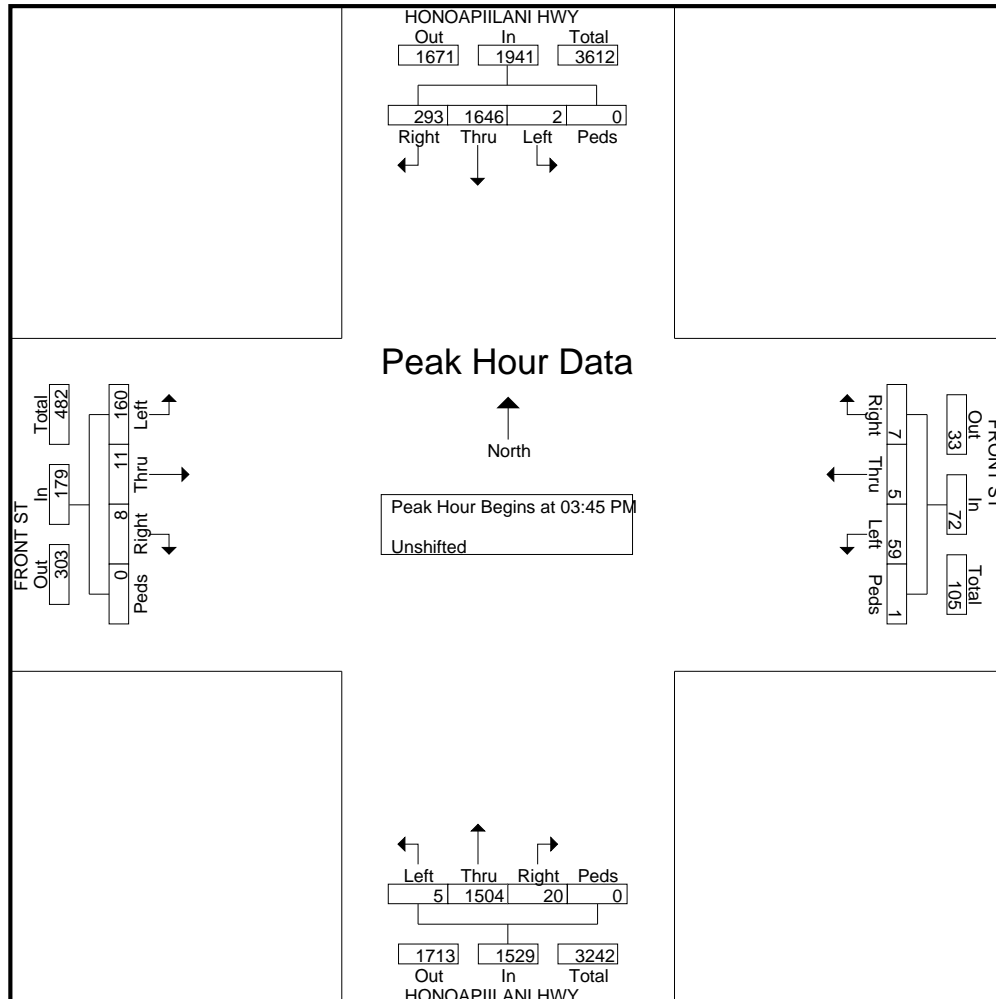 HONOAPIILANI HWY
Out In Total
1671 1941 3612
293 1646 2 0
Right Thru Left Peds
Peak Hour Data
North
Peak Hour Begins at 03:45 PM
Unshifted
FRONT ST
Out In Total
303 179 482
160 11 8 0
Left Thru Right Peds
FRONT ST
Out In Total
33 72 105
Right Thru Left Peds
7 5 59 1
Left Thru Right Peds
5 1504 20 0
1713 1529 3242
Out In Total
HONOAPIILANI HWY